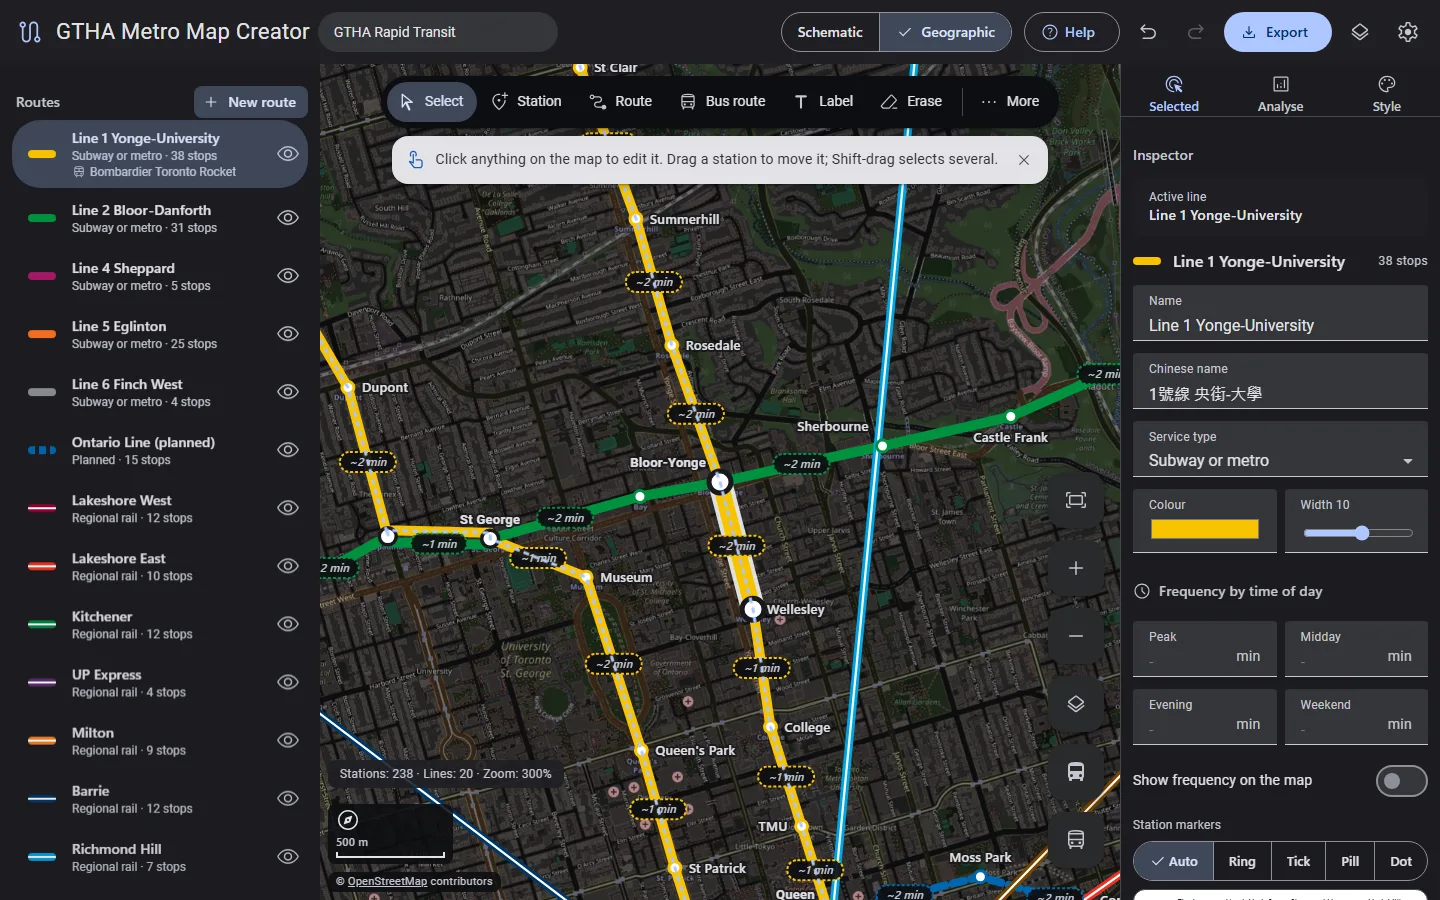 GTHA Metro Map Creator
GTHA Rapid Transit
Schematic
Geographic
Help
Export
Routes
New route
Line 1 Yonge-University
Subway or metro · 38 stops
Bombardier Toronto Rocket
Line 2 Bloor-Danforth
Subway or metro · 31 stops
Line 4 Sheppard
Subway or metro · 5 stops
Line 5 Eglinton
Subway or metro · 25 stops
Line 6 Finch West
Subway or metro · 4 stops
Ontario Line (planned)
Planned · 15 stops
Lakeshore West
Regional rail · 12 stops
Lakeshore East
Regional rail · 10 stops
Kitchener
Regional rail · 12 stops
UP Express
Regional rail · 4 stops
Milton
Regional rail · 9 stops
Barrie
Regional rail · 12 stops
Richmond Hill
Regional rail · 7 stops
St Clair
Select
Station
Route
Bus route
Label
Erase
More
Click anything on the map to edit it. Drag a station to move it; Shift-drag selects several.
Summerhill
~2 min
Rosedale
Dupont
~2 min
~2 min
Sherbourne
Castle Frank
~2 min
Bloor-Yonge
~2 min
St George
~2 min
~1 min
~1 min
2 min
~2 min
Museum
Wellesley
University
of Toronto
St. George
~2 min
~1 min
College
Queen's Park
~1 min
~1 min
TMU
St Patrick
~1 min
Queen
Moss Park
~2 min
~2 min
Stations: 238 · Lines: 20 · Zoom: 300%
500 m
© OpenStreetMap contributors
Selected
Analyse
Style
Inspector
Active line
Line 1 Yonge-University
Line 1 Yonge-University
38 stops
Name
Line 1 Yonge-University
Chinese name
1號線 央街-大學
Service type
Subway or metro
Colour
Width 10
Frequency by time of day
Peak
- min
Midday
- min
Evening
- min
Weekend
- min
Show frequency on the map
Station markers
Auto
Ring
Tick
Pill
Dot